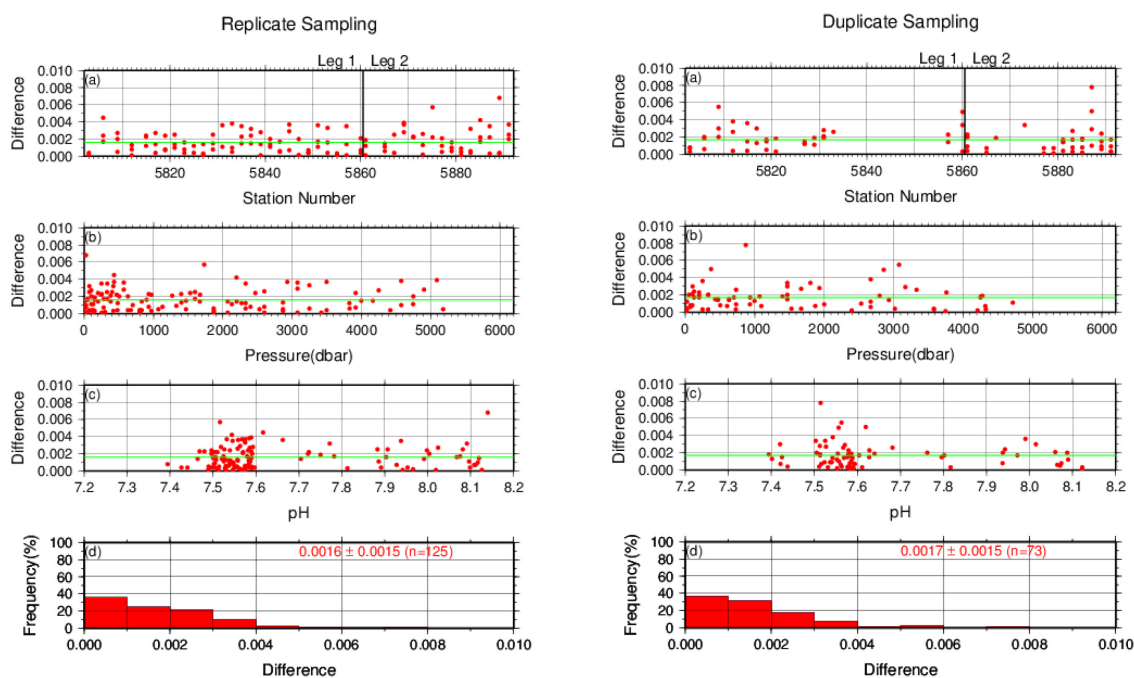 Replicate Sampling
Leg 1 Leg 2
(a)
Difference
0.010
0.008
0.006
0.004
0.002
0.000
5820 5840 5860 5880
Station Number
(b)
Difference
0.010
0.008
0.006
0.004
0.002
0.000
0 1000 2000 3000 4000 5000 6000
Pressure(dbar)
(c)
Difference
0.010
0.008
0.006
0.004
0.002
0.000
7.2 7.3 7.4 7.5 7.6 7.7 7.8 7.9 8.0 8.1 8.2
pH
(d)
0.0016 ± 0.0015 (n=125)
Frequency(%)
100
80
60
40
20
0
0.000 0.002 0.004 0.006 0.008 0.010
Difference
Duplicate Sampling
Leg 1 Leg 2
(a)
Difference
0.010
0.008
0.006
0.004
0.002
0.000
5820 5840 5860 5880
Station Number
(b)
Difference
0.010
0.008
0.006
0.004
0.002
0.000
0 1000 2000 3000 4000 5000 6000
Pressure(dbar)
(c)
Difference
0.010
0.008
0.006
0.004
0.002
0.000
7.2 7.3 7.4 7.5 7.6 7.7 7.8 7.9 8.0 8.1 8.2
pH
(d)
0.0017 ± 0.0015 (n=73)
Frequency(%)
100
80
60
40
20
0
0.000 0.002 0.004 0.006 0.008 0.010
Difference